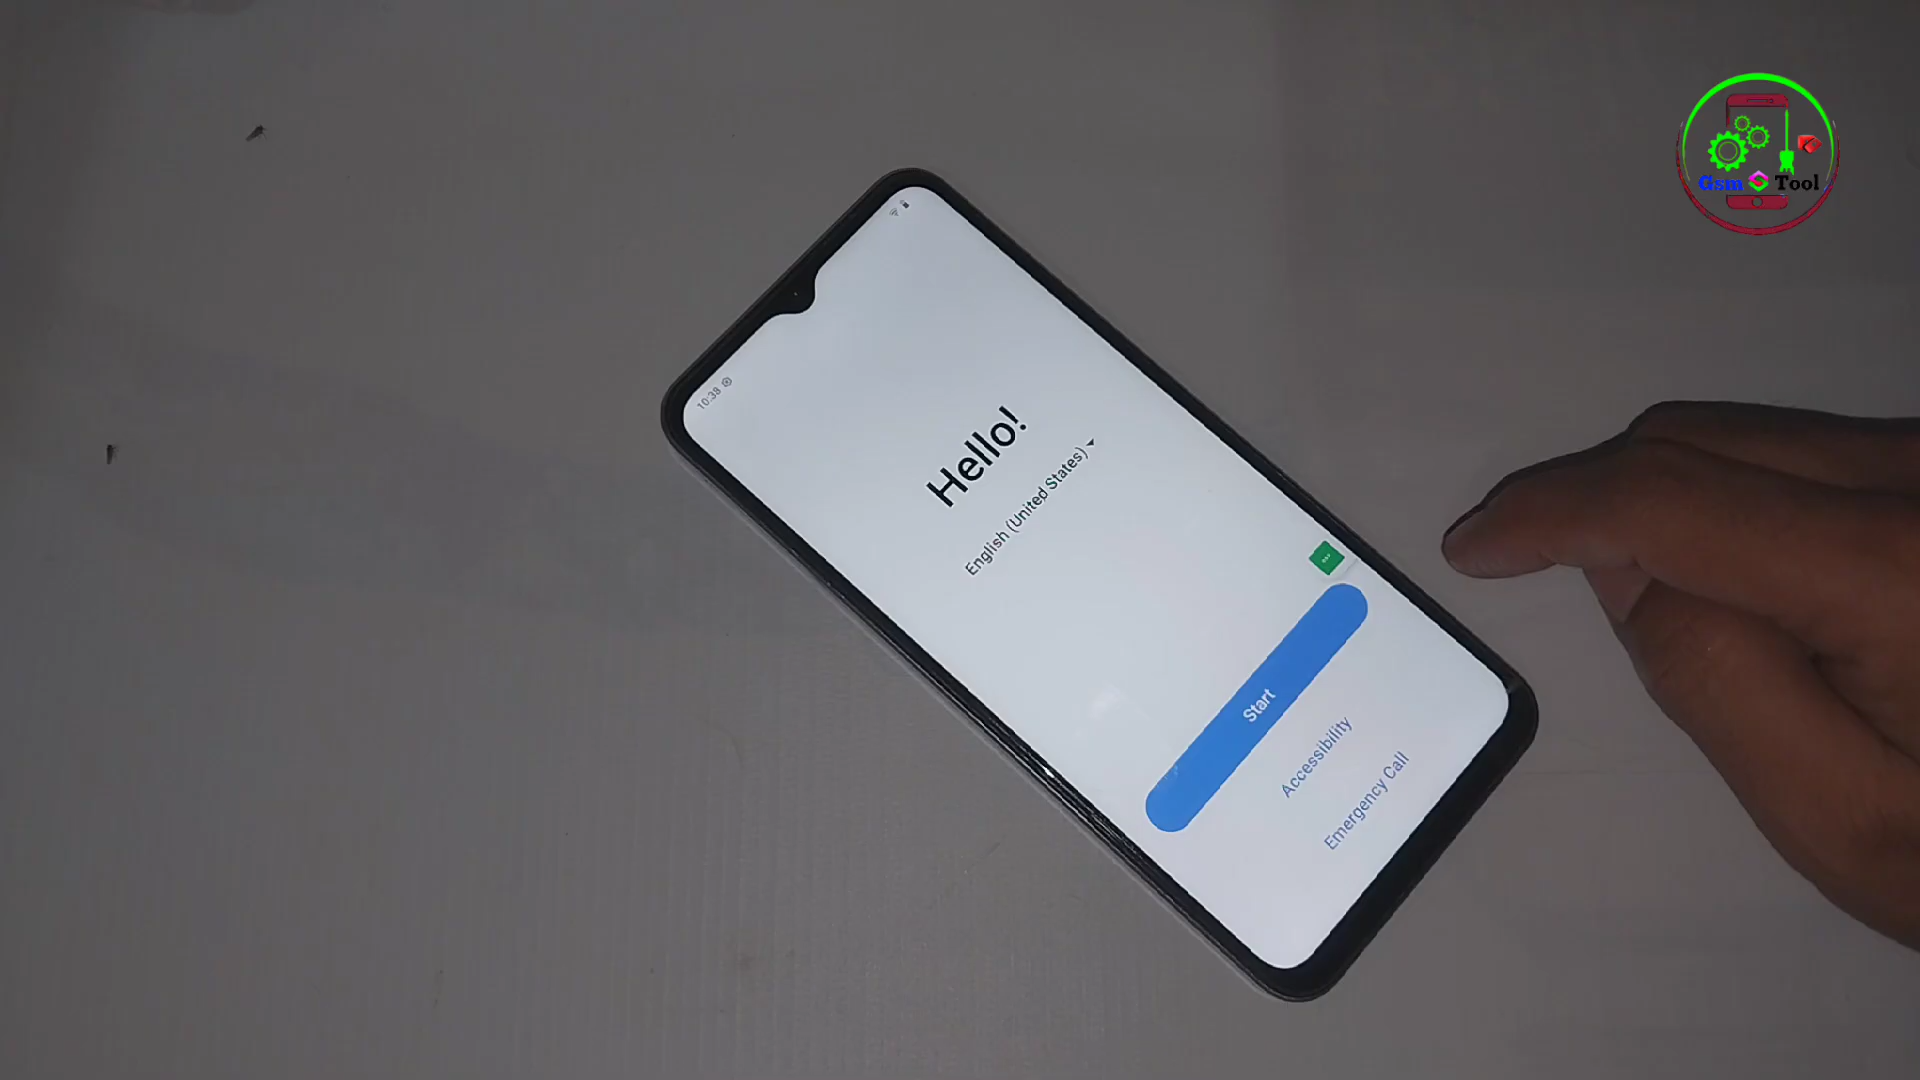 10:38
Hello!
English (United States)
Start
Accessibility
Emergency Call
Gsm Tool